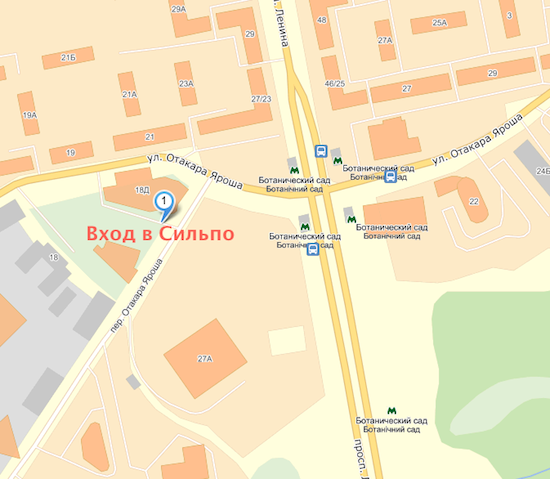 29А
. Ленина
48
25А
3
29
27А
21Б
23А
46/25
27
29
19А
21А
27/23
19
21
ул. Отакара Яроша
ул. Отакара Яроша
Ботанический сад
Ботанічний сад
Ботанический сад
Ботанічний сад
24Б
18Д
1
22
Вход в Сильпо
Ботанический сад
Ботанічний сад
Ботанический сад
Ботанічний сад
18
пер. Отакара Яроша
27А
Ботанический сад
Ботанічний сад
просп. Л